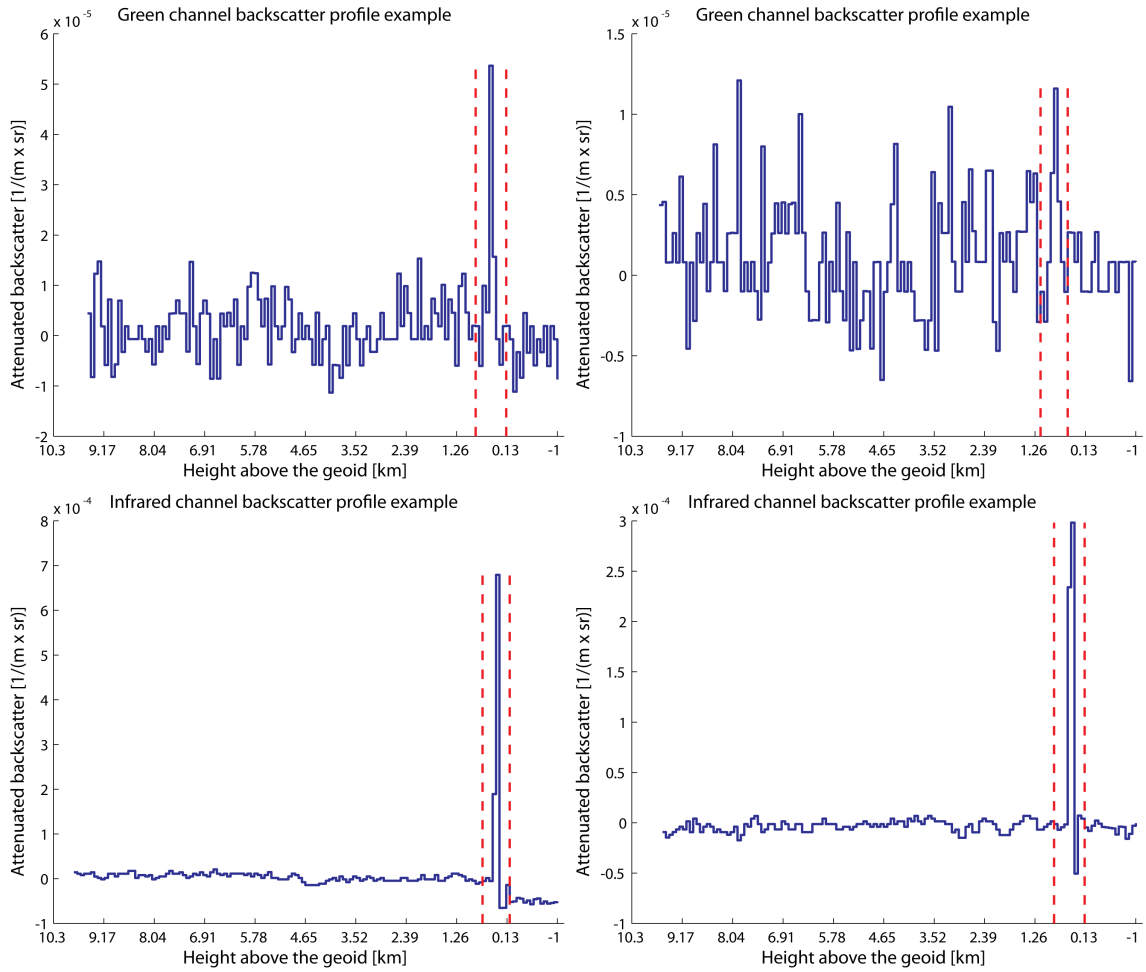 Green channel backscatter profile example
x 10 -5
6
5
4
3
2
1
0
-1
-2
Attenuated backscatter [1/(m x sr)]
10.3 9.17 8.04 6.91 5.78 4.65 3.52 2.39 1.26 0.13 -1
Height above the geoid [km]
Green channel backscatter profile example
x 10 -5
1.5
1
0.5
0
-0.5
-1
Attenuated backscatter [1/(m x sr)]
10.3 9.17 8.04 6.91 5.78 4.65 3.52 2.39 1.26 0.13 -1
Height above the geoid [km]
Infrared channel backscatter profile example
x 10 -4
8
7
6
5
4
3
2
1
0
-1
Attenuated backscatter [1/(m x sr)]
10.3 9.17 8.04 6.91 5.78 4.65 3.52 2.39 1.26 0.13 -1
Height above the geoid [km]
Infrared channel backscatter profile example
x 10 -4
3
2.5
2
1.5
1
0.5
0
-0.5
-1
Attenuated backscatter [1/(m x sr)]
10.3 9.17 8.04 6.91 5.78 4.65 3.52 2.39 1.26 0.13 -1
Height above the geoid [km]